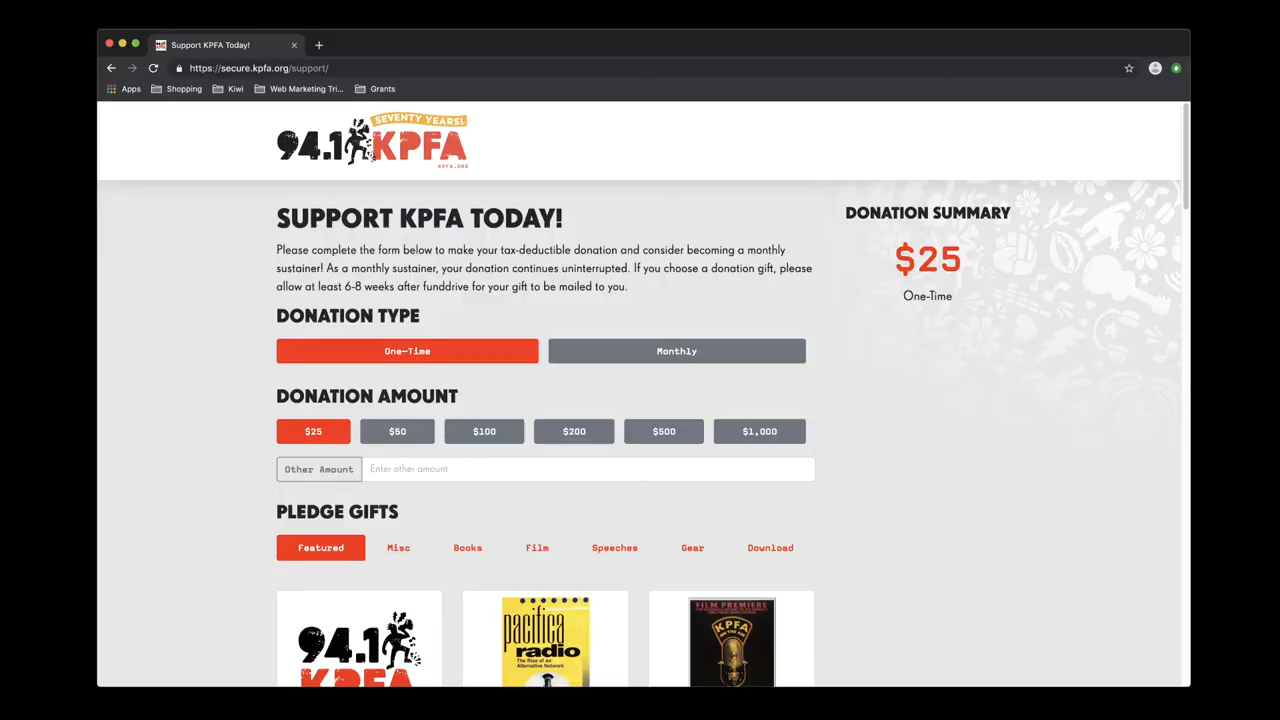 Support KPFA Today!
https://secure.kpfa.org/support/
Apps Shopping Kiwi Web Marketing Tri... Grants
SEVENTY YEARS!
94.1 KPFA
KPFA.ORG
SUPPORT KPFA TODAY!
Please complete the form below to make your tax-deductible donation and consider becoming a monthly
sustainer! As a monthly sustainer, your donation continues uninterrupted. If you choose a donation gift, please
allow at least 6-8 weeks after funddrive for your gift to be mailed to you.
DONATION TYPE
One-Time Monthly
DONATION AMOUNT
$25 $50 $100 $200 $500 $1,000
Other Amount Enter other amount
PLEDGE GIFTS
Featured Misc Books Film Speeches Gear Download
94.1
KPFA
pacifica
radio
The Rise of an
Alternative Network
FILM PREMIERE
KPFA
ON THE AIR
DONATION SUMMARY
$25
One-Time